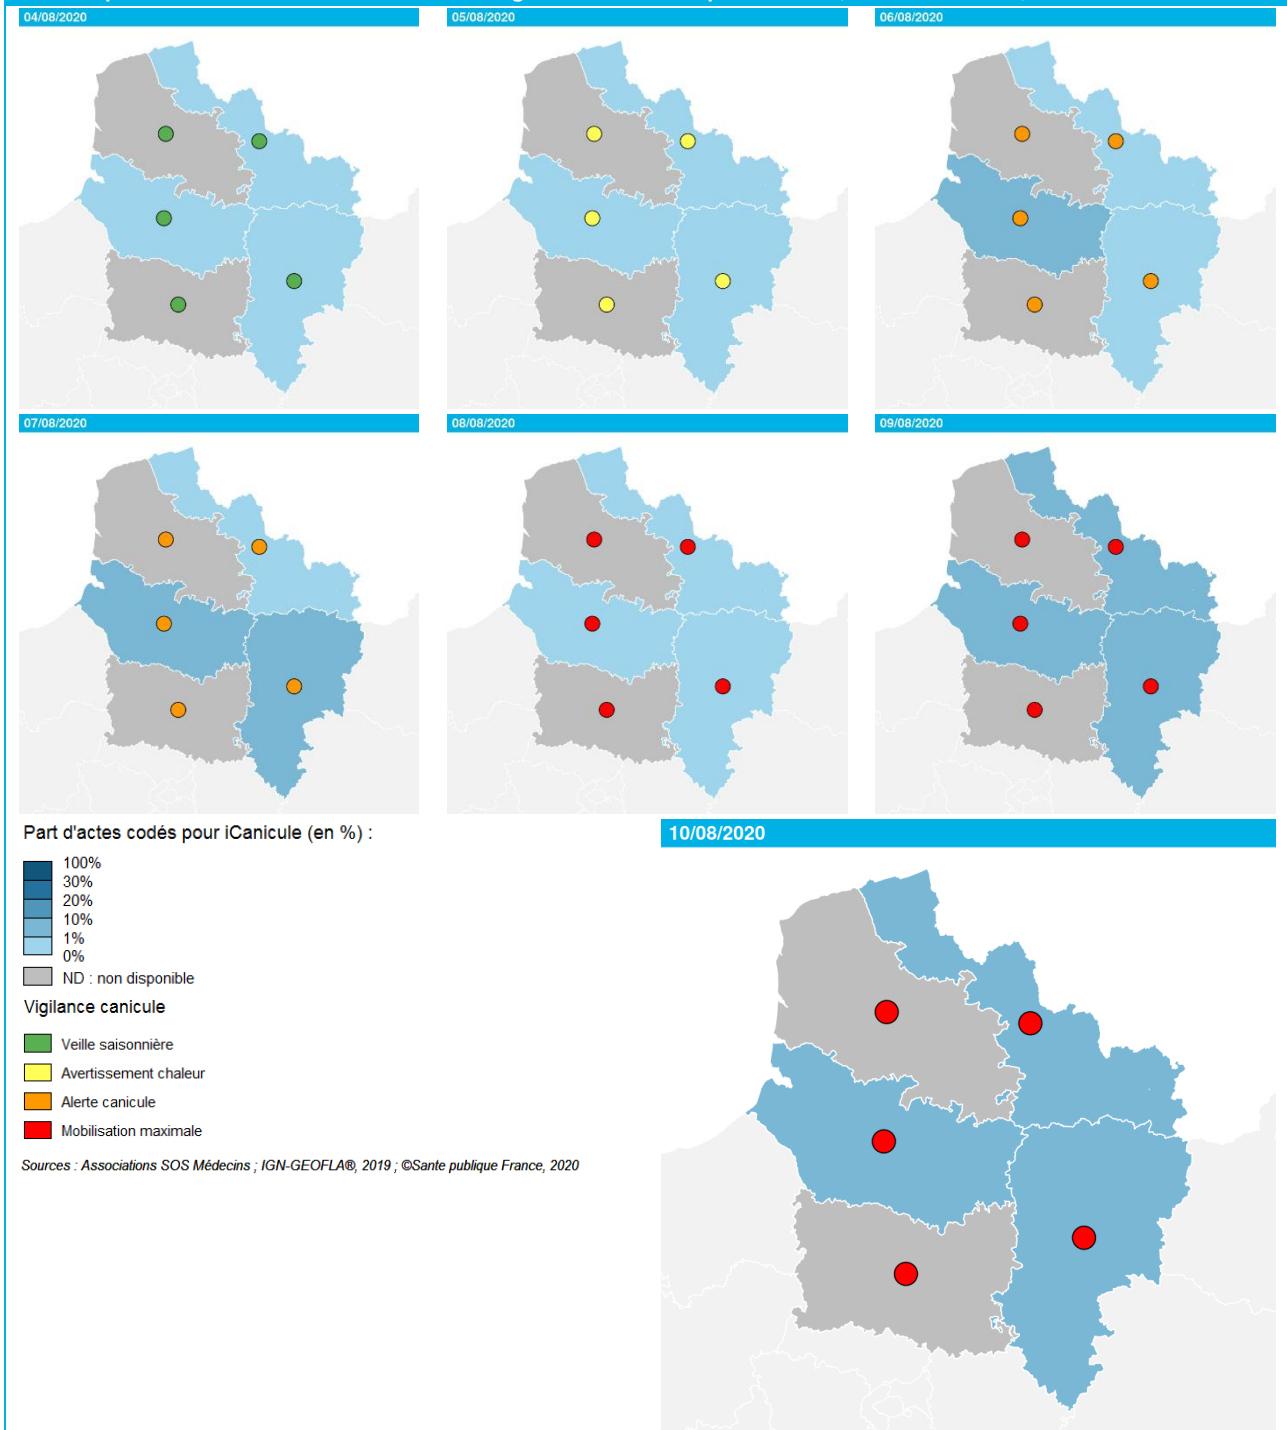 04/08/2020
05/08/2020
06/08/2020
07/08/2020
08/08/2020
09/08/2020
Part d'actes codés pour iCanicule (en %) :
100%
30%
20%
10%
1%
0%
ND : non disponible
Vigilance canicule
Veille saisonnière
Avertissement chaleur
Alerte canicule
Mobilisation maximale
Sources : Associations SOS Médecins ; IGN-GEOFLA®, 2019 ; ©Sante publique France, 2020
10/08/2020